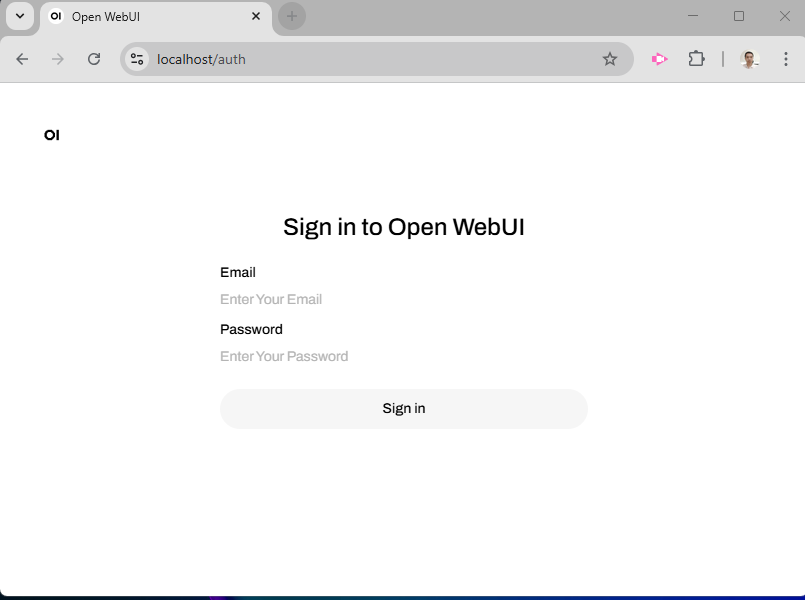 OI Open WebUI
localhost/auth
OI
Sign in to Open WebUI
Email
Enter Your Email
Password
Enter Your Password
Sign in